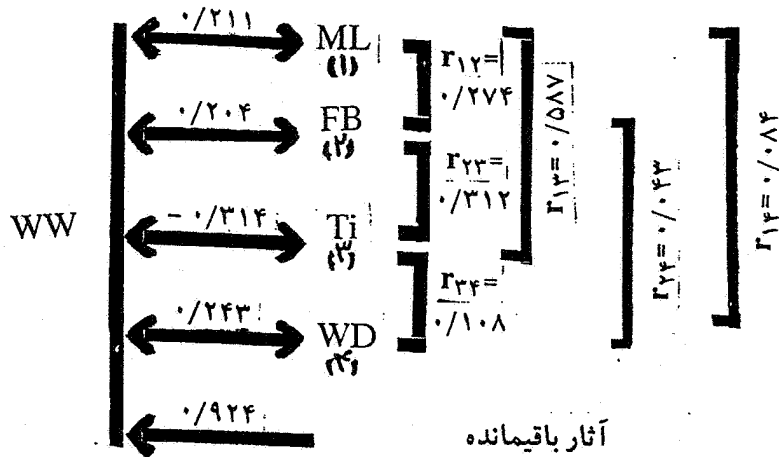 ۰/۲۱۱ ML r۱۲=
(۱) ۰/۲۷۴
۰/۲۰۴ FB
(۲)
r۲۳=
۰/۳۱۲
r۱۳=۰/۵۸۷
r۲۴=۰/۰۴۳
r۱۴=۰/۰۸۴
WW
-۰/۳۱۴ Ti
(۳)
r۳۴=
۰/۱۰۸
۰/۲۴۳ WD
(۴)
۰/۹۲۴ آثار باقیمانده